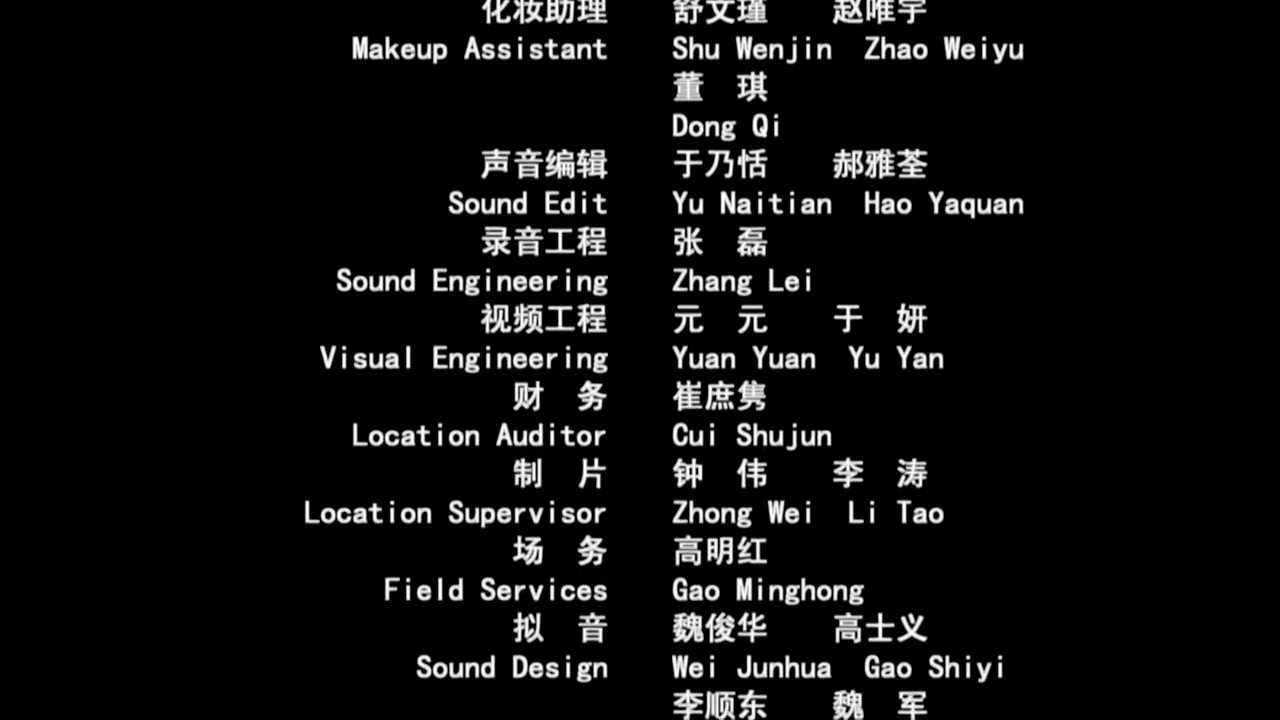 化妆助理 舒文瑾 赵唯宇
Makeup Assistant Shu Wenjin Zhao Weiyu
董 琪
Dong Qi
声音编辑 于乃恬 郝雅荃
Sound Edit Yu Naitian Hao Yaquan
录音工程 张 磊
Sound Engineering Zhang Lei
视频工程 元 元 于 妍
Visual Engineering Yuan Yuan Yu Yan
财 务 崔庶隽
Location Auditor Cui Shujun
制 片 钟 伟 李 涛
Location Supervisor Zhong Wei Li Tao
场 务 高明红
Field Services Gao Minghong
拟 音 魏俊华 高士义
Sound Design Wei Junhua Gao Shiyi
李顺东 魏 军